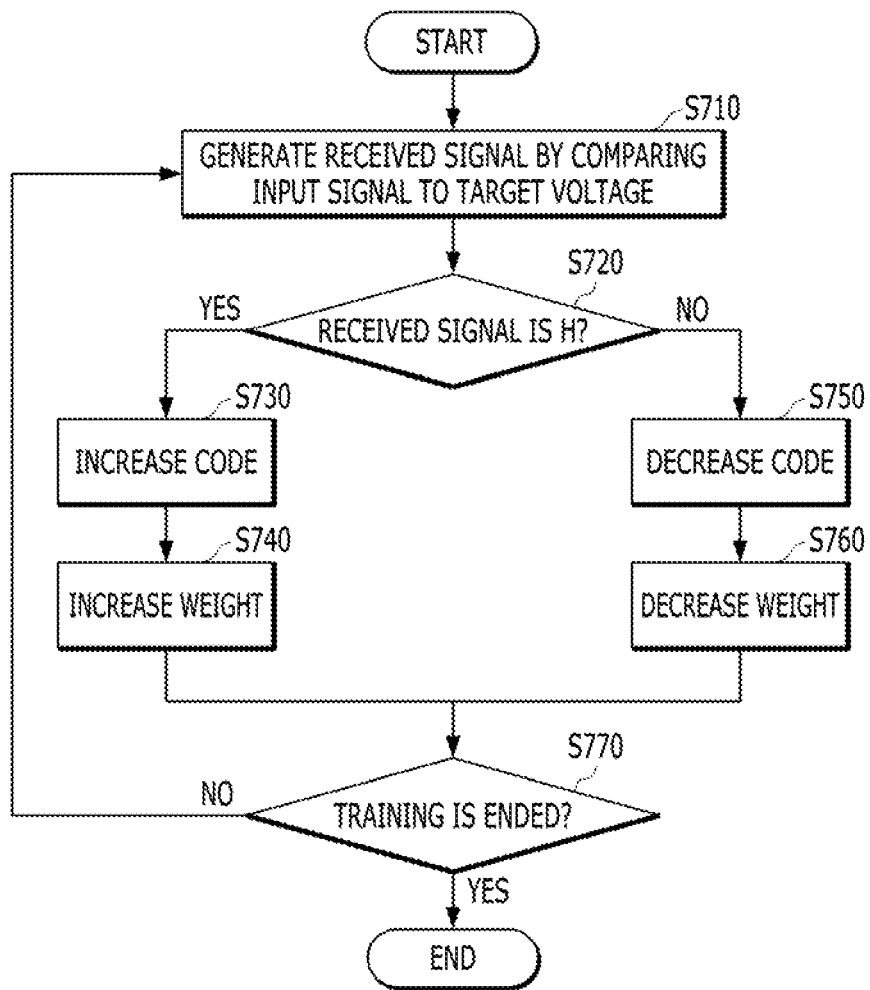 START
S710
GENERATE RECEIVED SIGNAL BY COMPARING
INPUT SIGNAL TO TARGET VOLTAGE
S720
YES
RECEIVED SIGNAL IS H?
NO
S730
INCREASE CODE
S750
DECREASE CODE
S740
INCREASE WEIGHT
S760
DECREASE WEIGHT
S770
NO
TRAINING IS ENDED?
YES
END